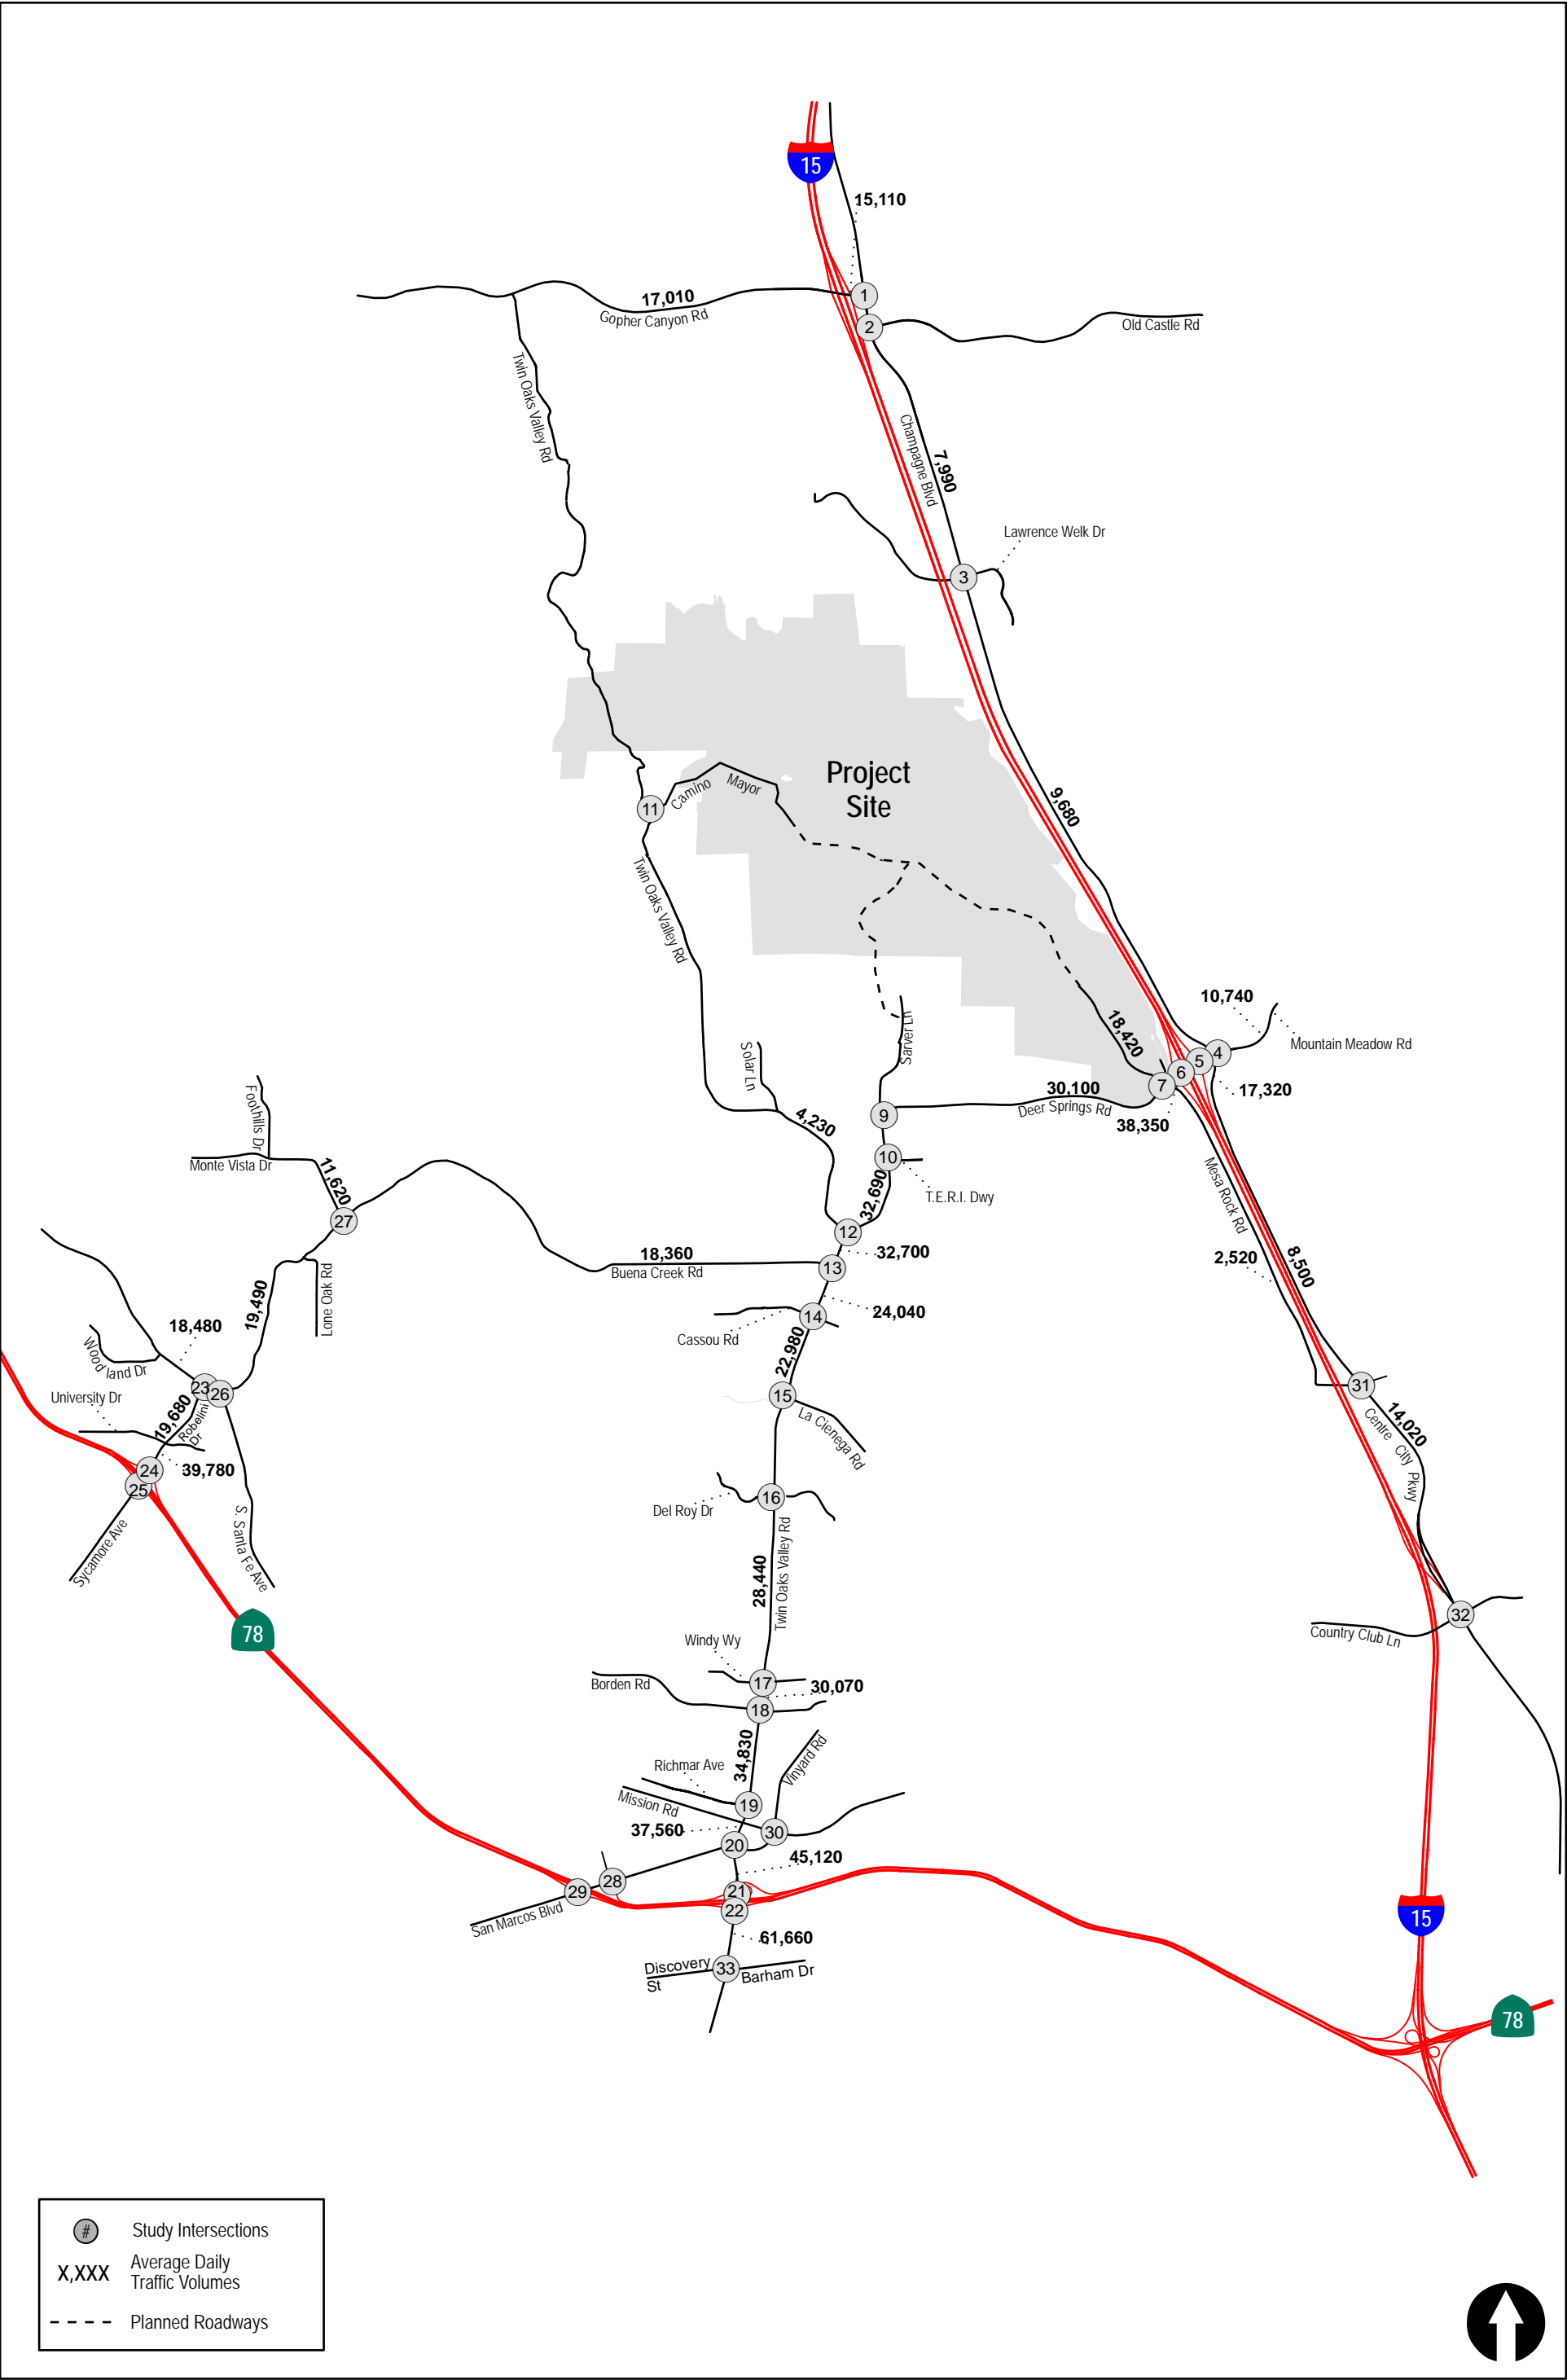 15
15,110
1
17,010
Gopher Canyon Rd
2
Old Castle Rd
Twin Oaks Valley Rd
Champagne Blvd
7,990
Lawrence Welk Dr
3
Project
Site
9,680
11
Camino
Mayor
Twin Oaks Valley Rd
10,740
Mountain Meadow Rd
18,420
4
5
6
7
17,320
30,100
Deer Springs Rd
38,350
Sarver Ln
Solar Ln
4,230
9
10
T.E.R.I. Dwy
32,690
Mesa Rock Rd
Foothills Dr
Monte Vista Dr
11,620
27
12
32,700
18,360
Buena Creek Rd
13
2,520
8,500
19,490
Lone Oak Rd
24,040
14
Cassou Rd
22,980
18,480
Wood land Dr
University Dr
23
26
19,680
Robelini
Dr
15
La Cienega Rd
31
14,020
Centre City Pkwy
24
39,780
25
Sycamore Ave
S. Santa Fe Ave
16
Del Roy Dr
28,440
Twin Oaks Valley Rd
78
32
Country Club Ln
Windy Wy
17
30,070
Borden Rd
18
34,830
Richmar Ave
Vinyard Rd
Mission Rd
19
37,560
30
20
45,120
28
29
21
22
San Marcos Blvd
61,660
15
Discovery
St
33
Barham Dr
78
#
Study Intersections
X,XXX
Average Daily
Traffic Volumes
Planned Roadways